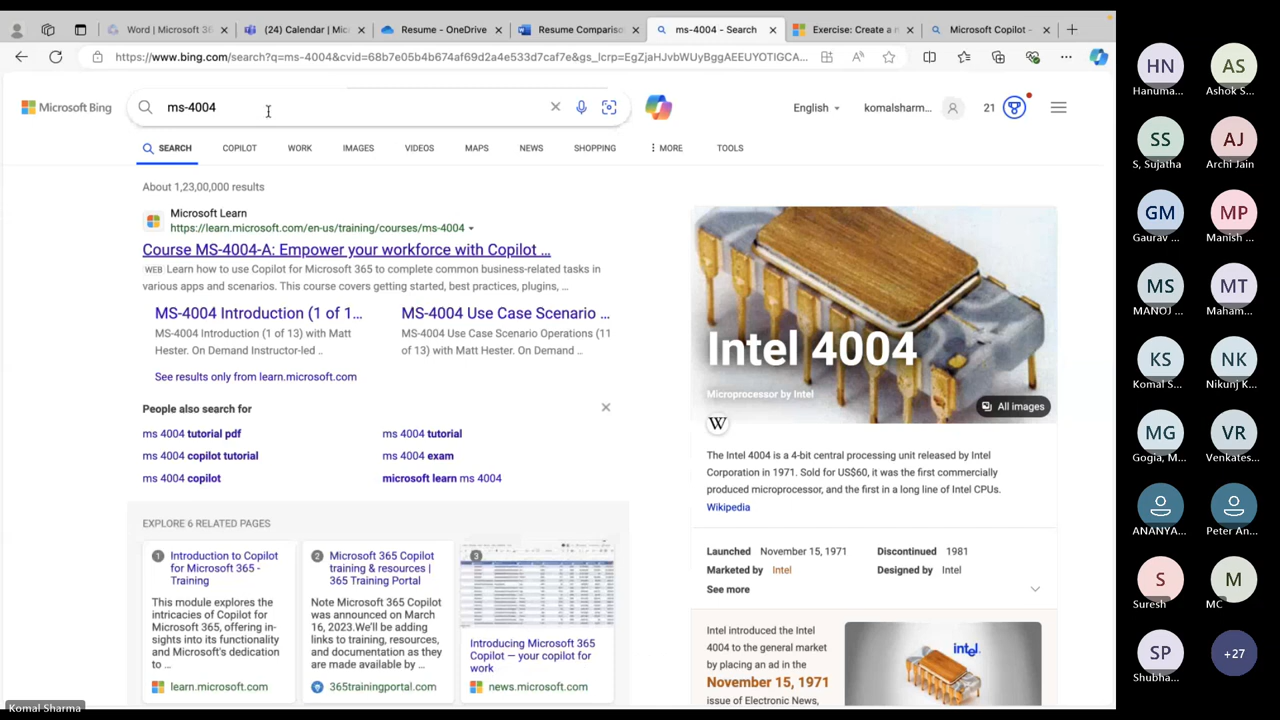 Word | Microsoft 36
(24) Calendar | Mic
Resume - OneDrive
Resume Compariso
ms-4004 - Search
Exercise: Create a n
Microsoft Copilot -
https://www.bing.com/search?q=ms-4004&cvid=68b7e05b4b674af69d2a4e533d7caf7e&gs_lcrp=EgZjaHJvbWUyBggAEEUYOTIGCA...
Microsoft Bing
ms-4004
English
komalsharm...
21
SEARCH
COPILOT
WORK
IMAGES
VIDEOS
MAPS
NEWS
SHOPPING
MORE
TOOLS
About 1,23,00,000 results
Microsoft Learn
https://learn.microsoft.com/en-us/training/courses/ms-4004
Course MS-4004-A: Empower your workforce with Copilot ...
WEB Learn how to use Copilot for Microsoft 365 to complete common business-related tasks in
various apps and scenarios. This course covers getting started, best practices, plugins, ...
MS-4004 Introduction (1 of 1...
MS-4004 Introduction (1 of 13) with Matt
Hester. On Demand Instructor-led ..
MS-4004 Use Case Scenario ...
MS-4004 Use Case Scenario Operations (11
of 13) with Matt Hester. On Demand ...
See results only from learn.microsoft.com
People also search for
ms 4004 tutorial pdf
ms 4004 tutorial
ms 4004 copilot tutorial
ms 4004 exam
ms 4004 copilot
microsoft learn ms 4004
EXPLORE 6 RELATED PAGES
1
Introduction to Copilot
for Microsoft 365 -
Training
This module explores the
intricacies of Copilot for
Microsoft 365, offering in-
sights into its functionality
and Microsoft's dedication
to ...
learn.microsoft.com
2
Microsoft 365 Copilot
training & resources |
365 Training Portal
Note Microsoft 365 Copilot
was announced on March
16, 2023 We'll be adding
links to training, resources,
and documentation as they
are made available by ...
365trainingportal.com
3
Introducing Microsoft 365
Copilot — your copilot for
work
news.microsoft.com
Intel 4004
Microprocessor by Intel
All images
W
The Intel 4004 is a 4-bit central processing unit released by Intel
Corporation in 1971. Sold for US$60, it was the first commercially
produced microprocessor, and the first in a long line of Intel CPUs.
Wikipedia
Launched November 15, 1971
Discontinued 1981
Marketed by Intel
Designed by Intel
See more
Intel introduced the Intel
4004 to the general market
by placing an ad in the
November 15, 1971
issue of Electronic News,
intel
HN
Hanuma...
AS
Ashok S...
SS
S, Sujatha
AJ
Archi Jain
GM
Gaurav ...
MP
Manish ...
MS
MANOJ ...
MT
Maham...
KS
Komal S...
NK
Nikunj K...
MG
Gogia, M...
VR
Venkates...
ANANYA...
Peter An...
S
Suresh
M
MC
SP
Shubha...
+27
Komal Sharma